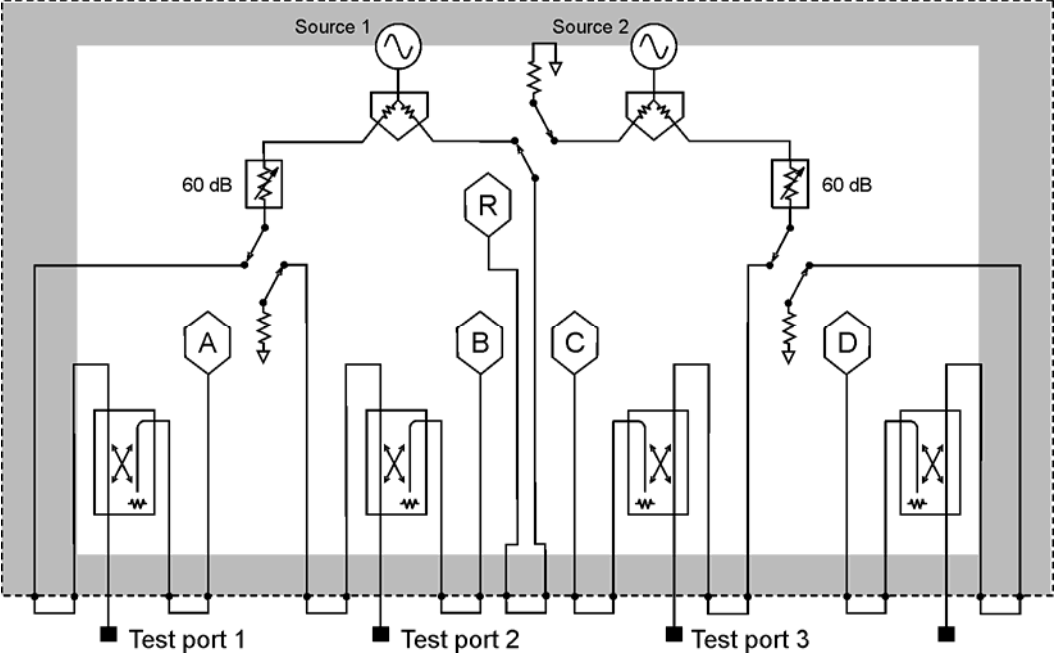 Source 1
Source 2
60 dB
60 dB
R
A
B
C
D
Test port 1
Test port 2
Test port 3